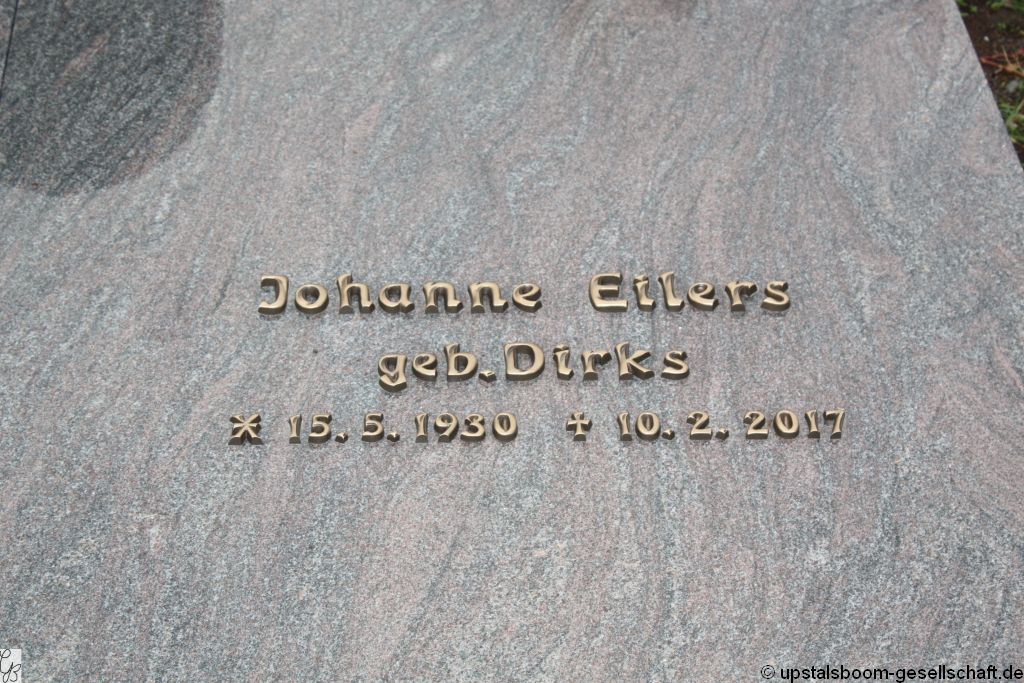 Johanne Eilers
geb. Dirks
* 15. 5. 1930 † 10. 2. 2017
© upstalsboom-gesellschaft.de